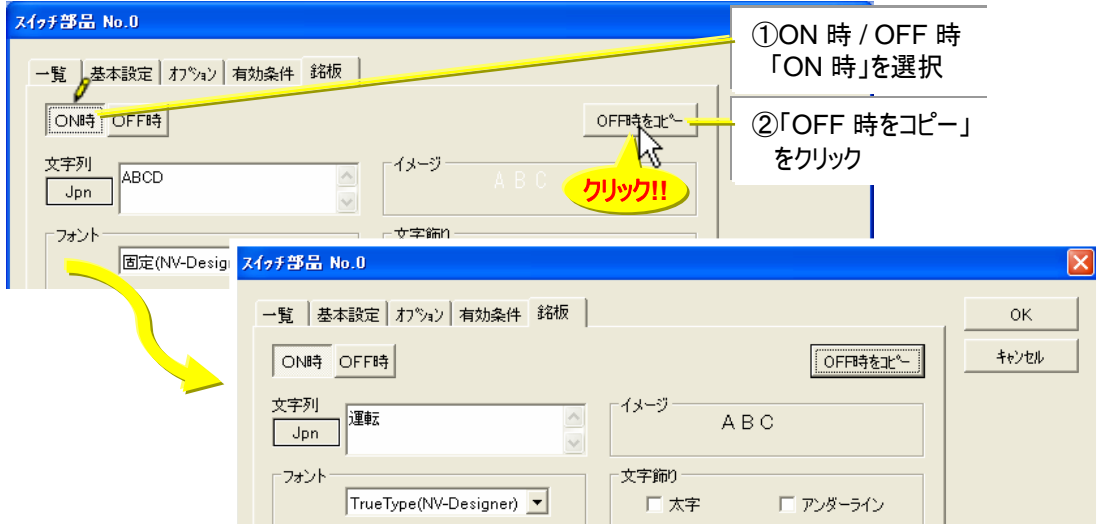 スイッチ部品 No.0
①ON 時 / OFF 時
「ON 時」を選択
一覧 基本設定 オプション 有効条件 銘板
ON時 OFF時 OFF時をコピー
②「OFF 時をコピー」
をクリック
文字列 Jpn ABCD
イメージ A B C
クリック!!
フォント 文字飾り
固定(NV-Desig
スイッチ部品 No.0
一覧 基本設定 オプション 有効条件 銘板 OK
ON時 OFF時 OFF時をコピー キャンセル
文字列 Jpn 運転
イメージ A B C
フォント 文字飾り
TrueType(NV-Designer) 太字 アンダーライン